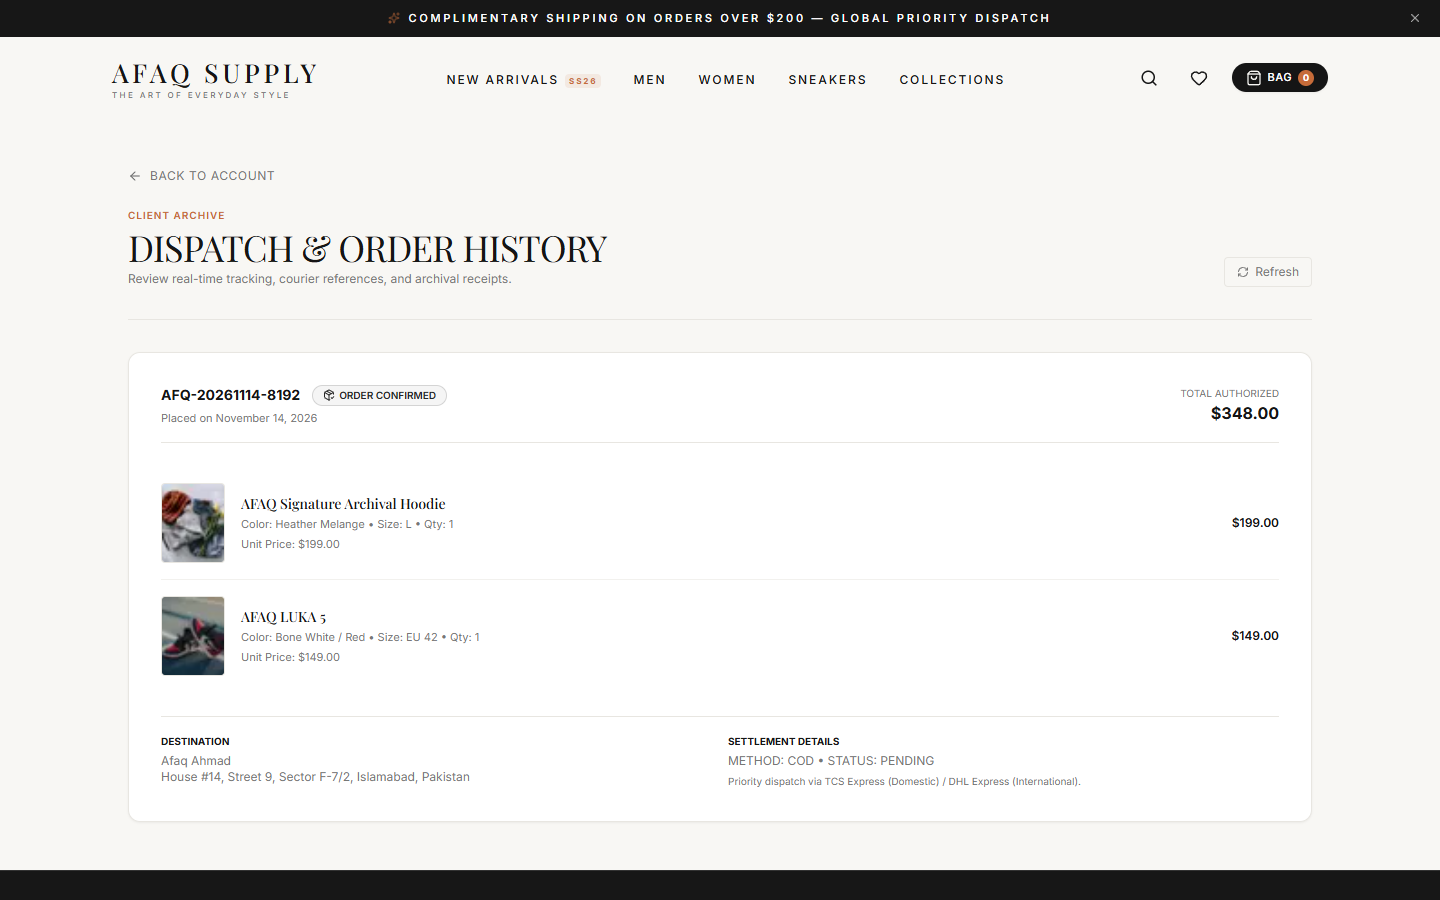 COMPLIMENTARY SHIPPING ON ORDERS OVER $200 — GLOBAL PRIORITY DISPATCH
AFAQ SUPPLY
THE ART OF EVERYDAY STYLE
NEW ARRIVALS SS26 MEN WOMEN SNEAKERS COLLECTIONS
BAG 0
BACK TO ACCOUNT
CLIENT ARCHIVE
DISPATCH & ORDER HISTORY
Review real-time tracking, courier references, and archival receipts.
Refresh
AFQ-20261114-8192 ORDER CONFIRMED
Placed on November 14, 2026
TOTAL AUTHORIZED
$348.00
AFAQ Signature Archival Hoodie
Color: Heather Melange • Size: L • Qty: 1
Unit Price: $199.00
$199.00
AFAQ LUKA 5
Color: Bone White / Red • Size: EU 42 • Qty: 1
Unit Price: $149.00
$149.00
DESTINATION
Afaq Ahmad
House #14, Street 9, Sector F-7/2, Islamabad, Pakistan
SETTLEMENT DETAILS
METHOD: COD • STATUS: PENDING
Priority dispatch via TCS Express (Domestic) / DHL Express (International).